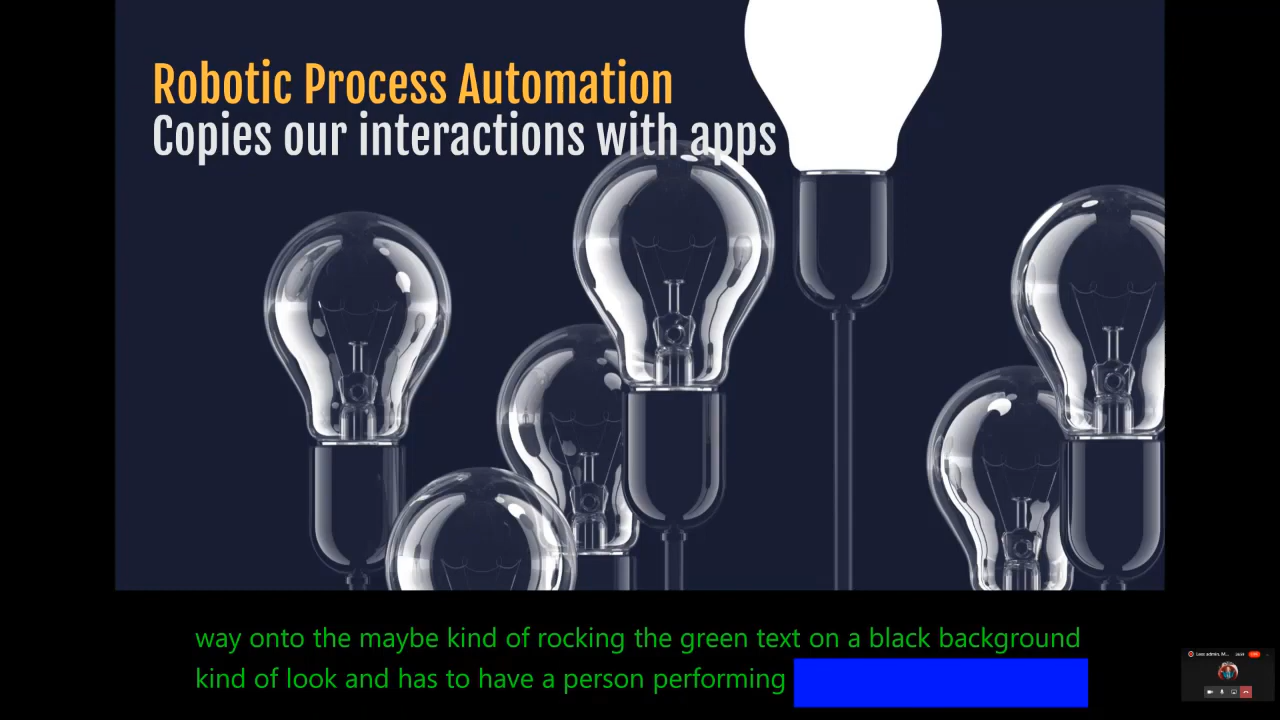 Robotic Process Automation
Copies our interactions with apps
way onto the maybe kind of rocking the green text on a black background
kind of look and has to have a person performing